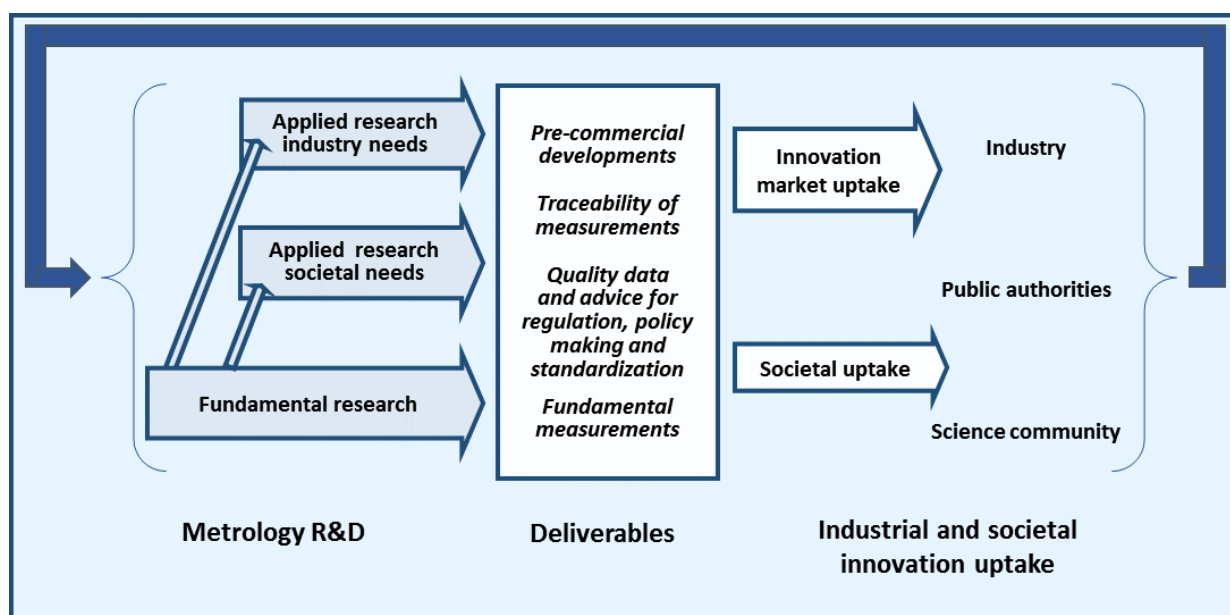 Applied research
industry needs
Applied research
societal needs
Fundamental research
Pre-commercial
developments
Traceability of
measurements
Quality data
and advice for
regulation, policy
making and
standardization
Fundamental
measurements
Innovation
market uptake
Societal uptake
Industry
Public authorities
Science community
Metrology R&D
Deliverables
Industrial and societal
innovation uptake